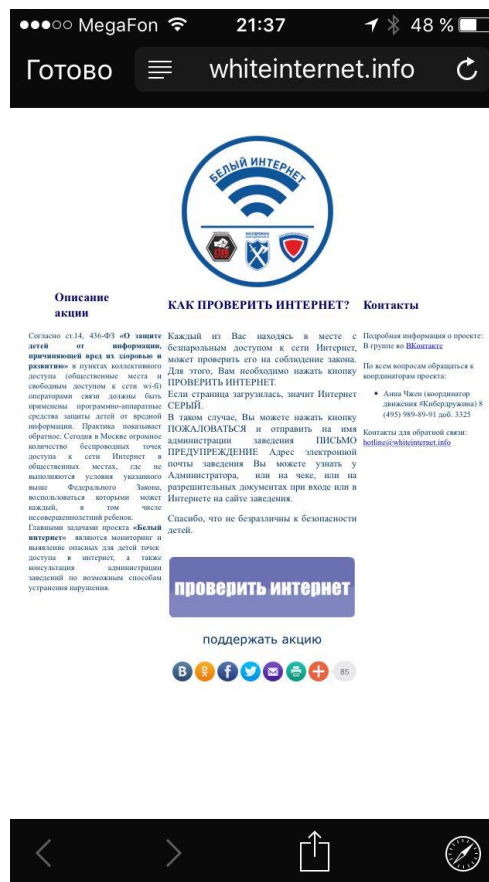 MegaFon 21:37 48 %
Готово whiteinternet.info
БЕЛЫЙ ИНТЕРНЕТ
Описание
акции
Согласно ст.14, 436-ФЗ «О защите
детей от информации,
причиняющей вред их здоровью и
развитию» в пунктах коллективного
доступа (общественные места и
свободным доступом к сети wi-fi)
операторами связи должны быть
применены программно-аппаратные
средства защиты детей от вредной
информации. Практика показывает
обратное. Сегодня в Москве огромное
количество беспроводных точек
доступа к сети Интернет в
общественных местах, где не
выполняются условия указанного
выше Федерального Закона,
воспользоваться которыми может
каждый, в том числе
несовершеннолетний ребенок.
Главными задачами проекта «Белый
интернет» являются мониторинг и
выявление опасных для детей точек
доступа в интернет, а также
консультация администрации
заведений по возможным способам
устранения нарушения.
КАК ПРОВЕРИТЬ ИНТЕРНЕТ?
Каждый из Вас находясь в месте с
безпарольным доступом к сети Интернет,
может проверить его на соблюдение закона.
Для этого, Вам необходимо нажать кнопку
ПРОВЕРИТЬ ИНТЕРНЕТ.
Если страница загрузилась, значит Интернет
СЕРЫЙ.
В таком случае, Вы можете нажать кнопку
ПОЖАЛОВАТЬСЯ и отправить на имя
администрации заведения ПИСЬМО
ПРЕДУПРЕЖДЕНИЕ Адрес электронной
почты заведения Вы можете узнать у
Администратора, или на чеке, или на
разрешительных документах при входе или в
Интернете на сайте заведения.
Спасибо, что не безразличны к безопасности
детей.
проверить интернет
поддержать акцию
85
Контакты
Подробная информация о проекте:
В группе во ВКонтакте
По всем вопросам обращаться к
координаторам проекта:
Анна Чжен (координатор
движения #Кибердружина) 8
(495) 989-89-91 доб. 3325
Контакты для обратной связи:
hotline@whiteinternet.info